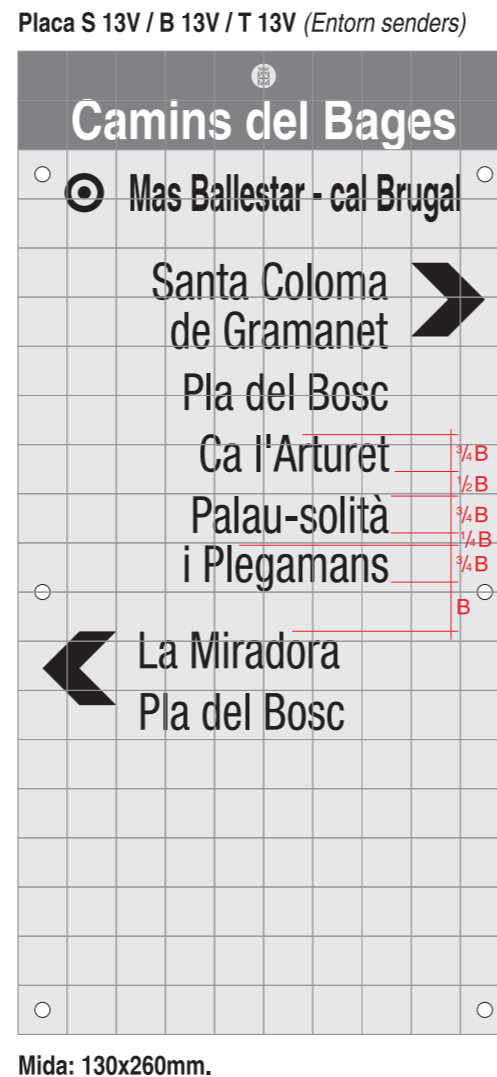 Placa S 13V / B 13V / T 13V (Entorn senders)
Camins del Bages
Mas Ballestar - cal Brugal
Santa Coloma
de Gramanet
Pla del Bosc
Ca l'Arturet
¾B
½B
Palau-solità
¾B
¼B
i Plegamans
¾B
B
La Miradora
Pla del Bosc
Mida: 130x260mm.